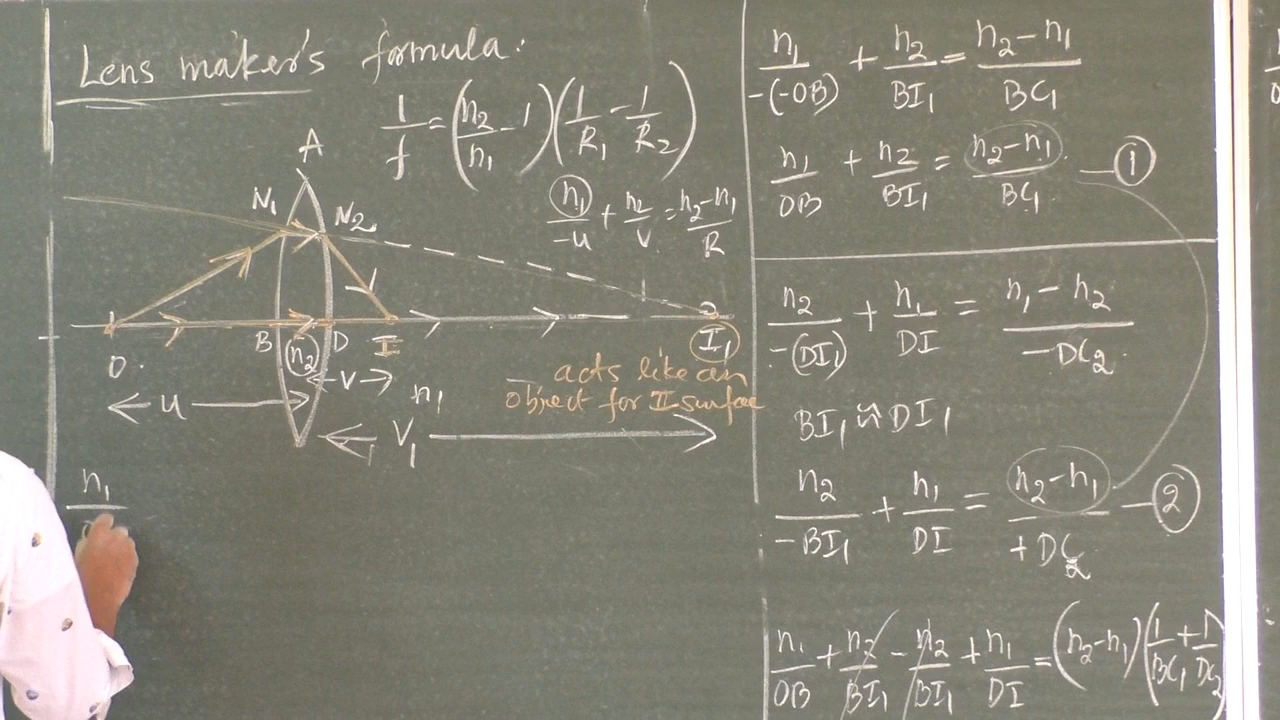 Lens maker's formula:
1/f = (n₂/n₁ - 1)(1/R₁ - 1/R₂)
A
N₁ N₂
n₁/-u + n₂/v = n₂-n₁/R
O B n₂ D I I₁
acts like an
object for II surface
← u → ← v → n₁
← V₁ →
n₁
n₁/-(-OB) + n₂/BI₁ = n₂-n₁/BC₁
n₁/OB + n₂/BI₁ = n₂-n₁/BC₁ — ①
n₂/-(DI₁) + n₁/DI = n₁-n₂/-DC₂
BI₁ ≈ DI₁
n₂/-BI₁ + n₁/DI = n₂-n₁/+DC₂ — ②
n₁/OB + n₂/BI₁ - n₂/BI₁ + n₁/DI = (n₂-n₁)(1/BC₁ + 1/DC₂)